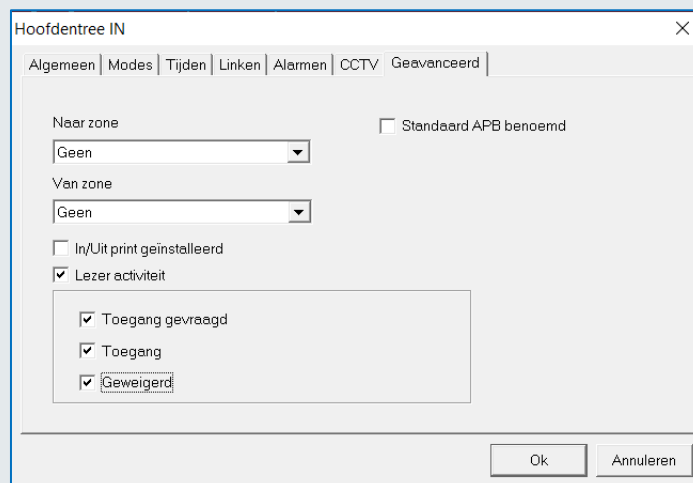 Hoofdentree IN
Algemeen Modes Tijden Linken Alarmen CCTV Geavanceerd
Naar zone
Standaard APB benoemd
Geen
Van zone
Geen
In/Uit print geïnstalleerd
Lezer activiteit
Toegang gevraagd
Toegang
Geweigerd
Ok Annuleren